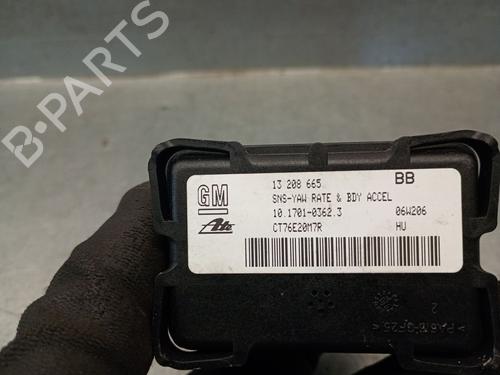 B-PARTS
13 208 665 BB
GM SNS-YAW RATE & BDY ACCEL
10.1701-0362.3 06W206
Ate CT76E20M7R HU
2